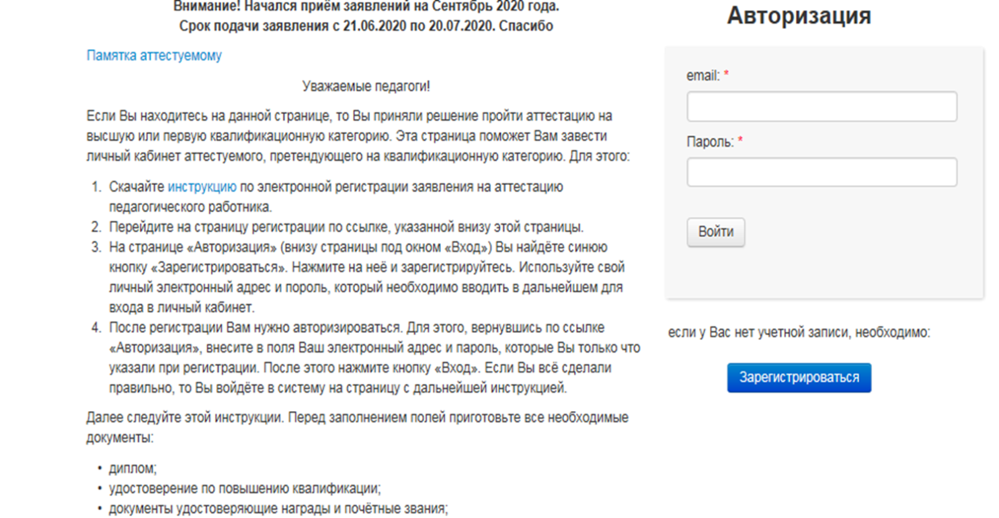 Внимание! Начался приём заявлений на Сентябрь 2020 года.
Срок подачи заявления с 21.06.2020 по 20.07.2020. Спасибо
Памятка аттестуемому
Уважаемые педагоги!
Если Вы находитесь на данной странице, то Вы приняли решение пройти аттестацию на
высшую или первую квалификационную категорию. Эта страница поможет Вам завести
личный кабинет аттестуемого, претендующего на квалификационную категорию. Для этого:
1. Скачайте инструкцию по электронной регистрации заявления на аттестацию
педагогического работника.
2. Перейдите на страницу регистрации по ссылке, указанной внизу этой страницы.
3. На странице «Авторизация» (внизу страницы под окном «Вход») Вы найдёте синюю
кнопку «Зарегистрироваться». Нажмите на неё и зарегистрируйтесь. Используйте свой
личный электронный адрес и пароль, который необходимо вводить в дальнейшем для
входа в личный кабинет.
4. После регистрации Вам нужно авторизироваться. Для этого, вернувшись по ссылке
«Авторизация», внесите в поля Ваш электронный адрес и пароль, которые Вы только что
указали при регистрации. После этого нажмите кнопку «Вход». Если Вы всё сделали
правильно, то Вы войдёте в систему на страницу с дальнейшей инструкцией.
Далее следуйте этой инструкции. Перед заполнением полей приготовьте все необходимые
документы:
• диплом;
• удостоверение по повышению квалификации;
• документы удостоверяющие награды и почётные звания;
Авторизация
email: *
Пароль: *
Войти
если у Вас нет учетной записи, необходимо:
Зарегистрироваться